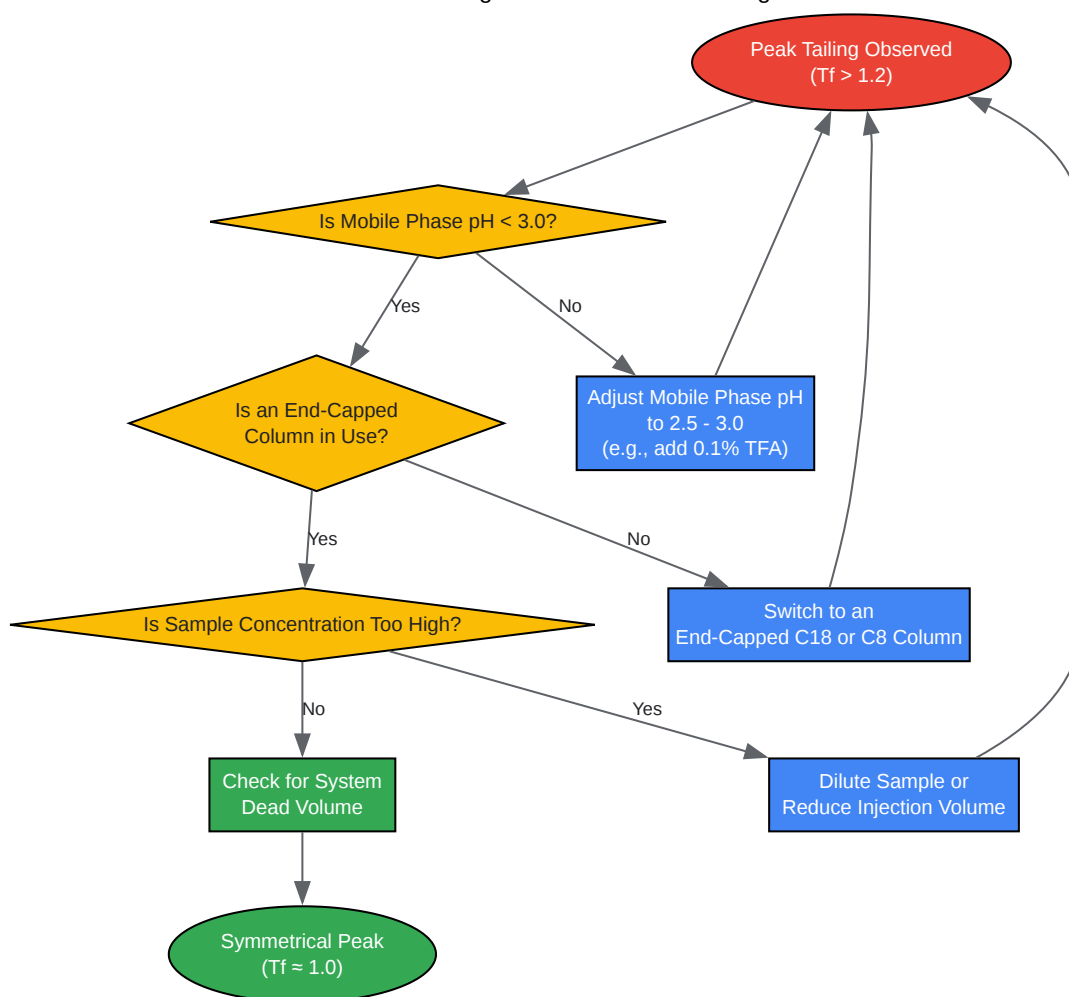 Peak Tailing Observed
(Tf > 1.2)
Is Mobile Phase pH < 3.0?
Yes
No
Is an End-Capped
Column in Use?
Adjust Mobile Phase pH
to 2.5 - 3.0
(e.g., add 0.1% TFA)
Yes
No
Is Sample Concentration Too High?
Switch to an
End-Capped C18 or C8 Column
No
Yes
Check for System
Dead Volume
Dilute Sample or
Reduce Injection Volume
Symmetrical Peak
(Tf ≈ 1.0)